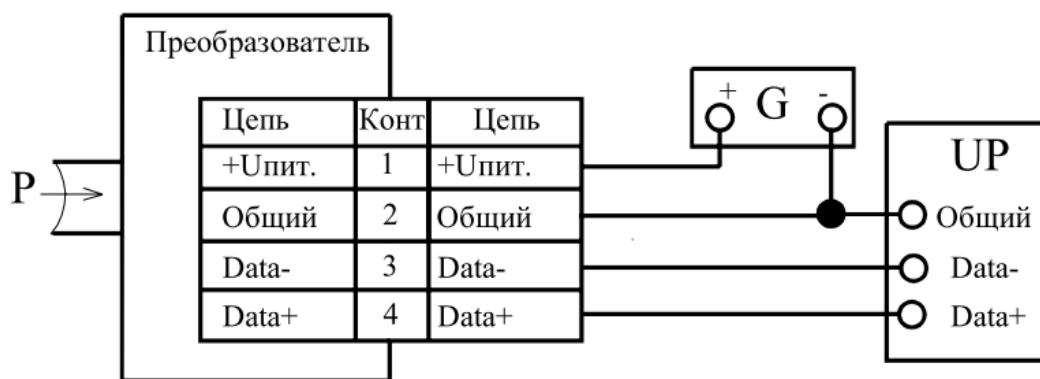 Преобразователь
Цепь Конт Цепь
+Uпит. 1 +Uпит.
Общий 2 Общий
Data- 3 Data-
Data+ 4 Data+
P
+ G -
UP
Общий
Data-
Data+